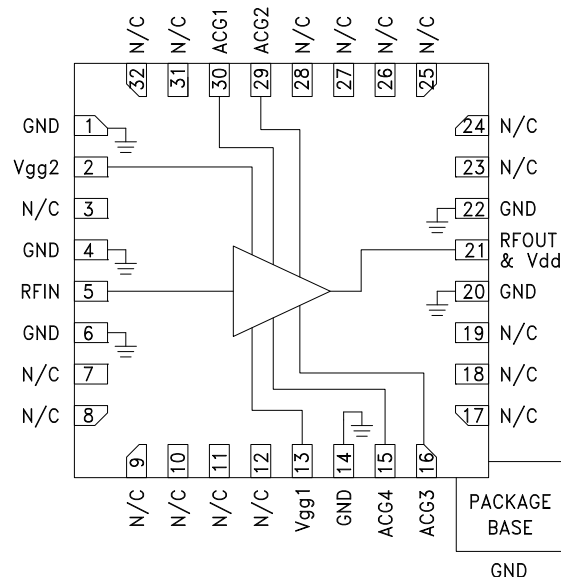 N/C N/C ACG1 ACG2 N/C N/C N/C N/C
32 31 30 29 28 27 26 25
GND 1
Vgg2 2
N/C 3
GND 4
RFIN 5
GND 6
N/C 7
N/C 8
24 N/C
23 N/C
22 GND
21 RFOUT
& Vdd
20 GND
19 N/C
18 N/C
17 N/C
9 10 11 12 13 14 15 16
N/C N/C N/C N/C Vgg1 GND ACG4 ACG3
PACKAGE
BASE
GND